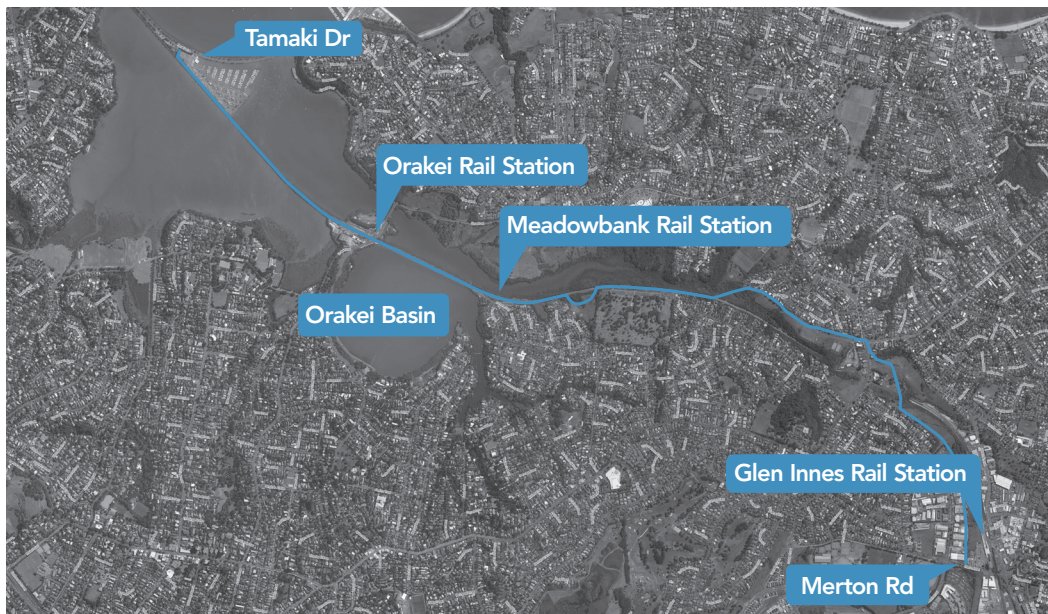 Tamaki Dr
Orakei Rail Station
Meadowbank Rail Station
Orakei Basin
Glen Innes Rail Station
Merton Rd